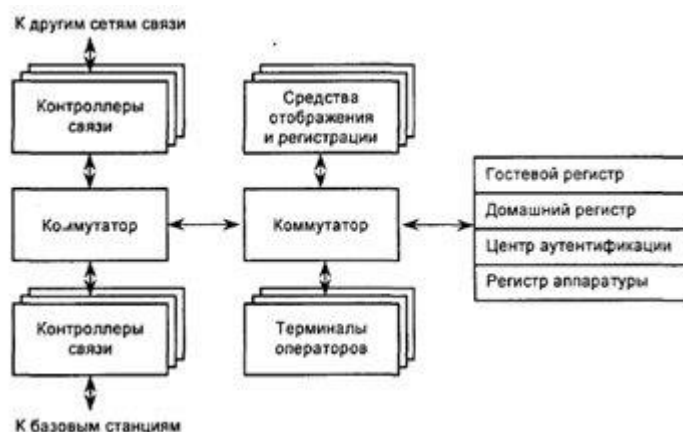 К другим сетям связи
Контроллеры
связи
Средства
отображения
и регистрации
Коммутатор
Коммутатор
Гостевой регистр
Домашний регистр
Центр аутентификации
Регистр аппаратуры
Контроллеры
связи
Терминалы
операторов
К базовым станциям